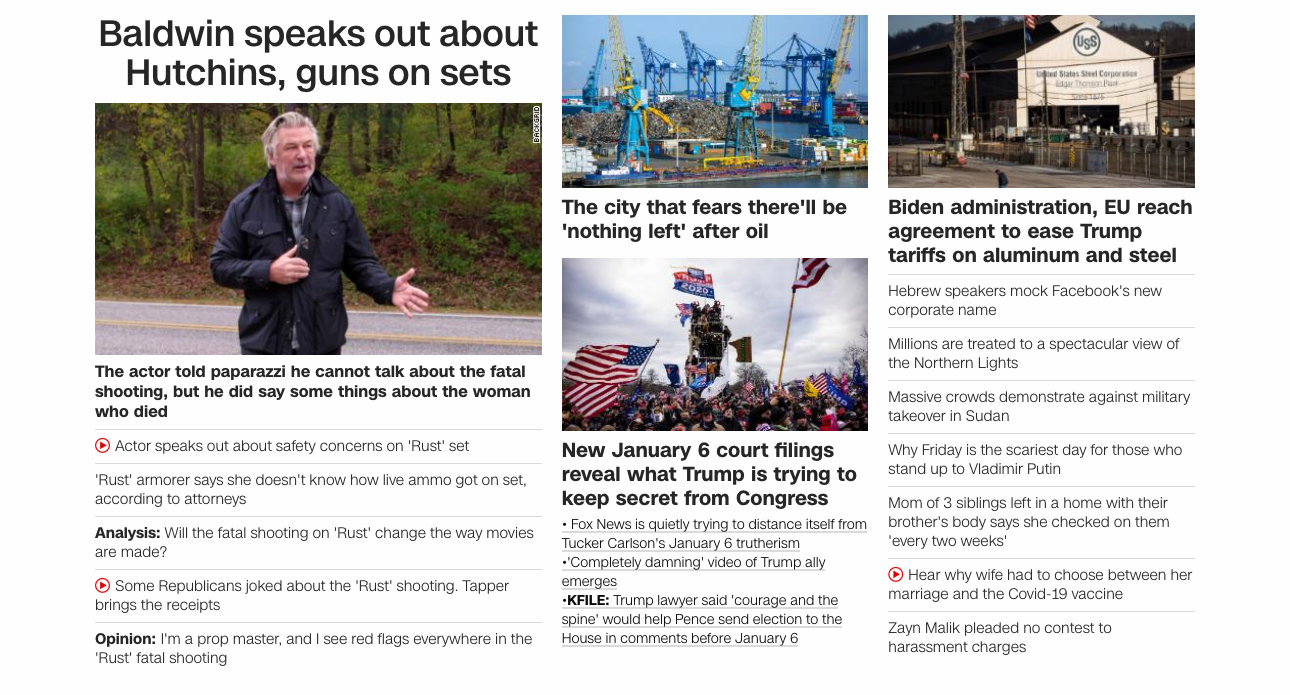 Baldwin speaks out about
Hutchins, guns on sets
BACKGRID
The actor told paparazzi he cannot talk about the fatal
shooting, but he did say some things about the woman
who died
Actor speaks out about safety concerns on 'Rust' set
'Rust' armorer says she doesn't know how live ammo got on set,
according to attorneys
Analysis: Will the fatal shooting on 'Rust' change the way movies
are made?
Some Republicans joked about the 'Rust' shooting. Tapper
brings the receipts
Opinion: I'm a prop master, and I see red flags everywhere in the
'Rust' fatal shooting
The city that fears there'll be
'nothing left' after oil
2020
New January 6 court filings
reveal what Trump is trying to
keep secret from Congress
• Fox News is quietly trying to distance itself from
Tucker Carlson's January 6 trutherism
•'Completely damning' video of Trump ally
emerges
•KFILE: Trump lawyer said 'courage and the
spine' would help Pence send election to the
House in comments before January 6
USS
United States Steel Corporation
Edgar Thomson Plant
Since 1875
Biden administration, EU reach
agreement to ease Trump
tariffs on aluminum and steel
Hebrew speakers mock Facebook's new
corporate name
Millions are treated to a spectacular view of
the Northern Lights
Massive crowds demonstrate against military
takeover in Sudan
Why Friday is the scariest day for those who
stand up to Vladimir Putin
Mom of 3 siblings left in a home with their
brother's body says she checked on them
'every two weeks'
Hear why wife had to choose between her
marriage and the Covid-19 vaccine
Zayn Malik pleaded no contest to
harassment charges